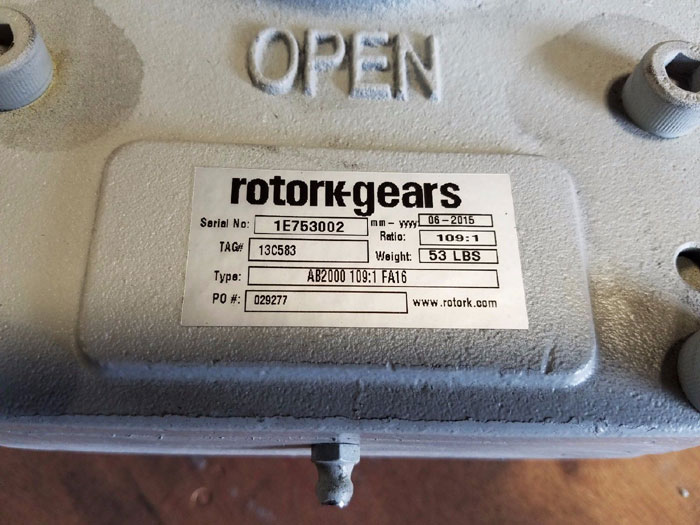 OPEN
rotork-gears
Serial No: 1E753002 mm - yyyy 06-2015
Ratio: 109:1
TAG# 13C583
Weight: 53 LBS
Type: AB2000 109:1 FA16
PO #: 029277 www.rotork.com